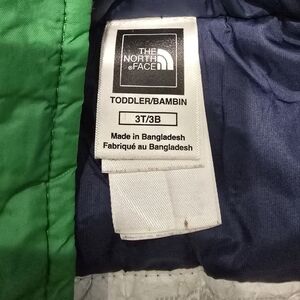 THE
NORTH
FACE
TODDLER/BAMBIN
3T/3B
Made in Bangladesh
Fabriqué au Bangladesh